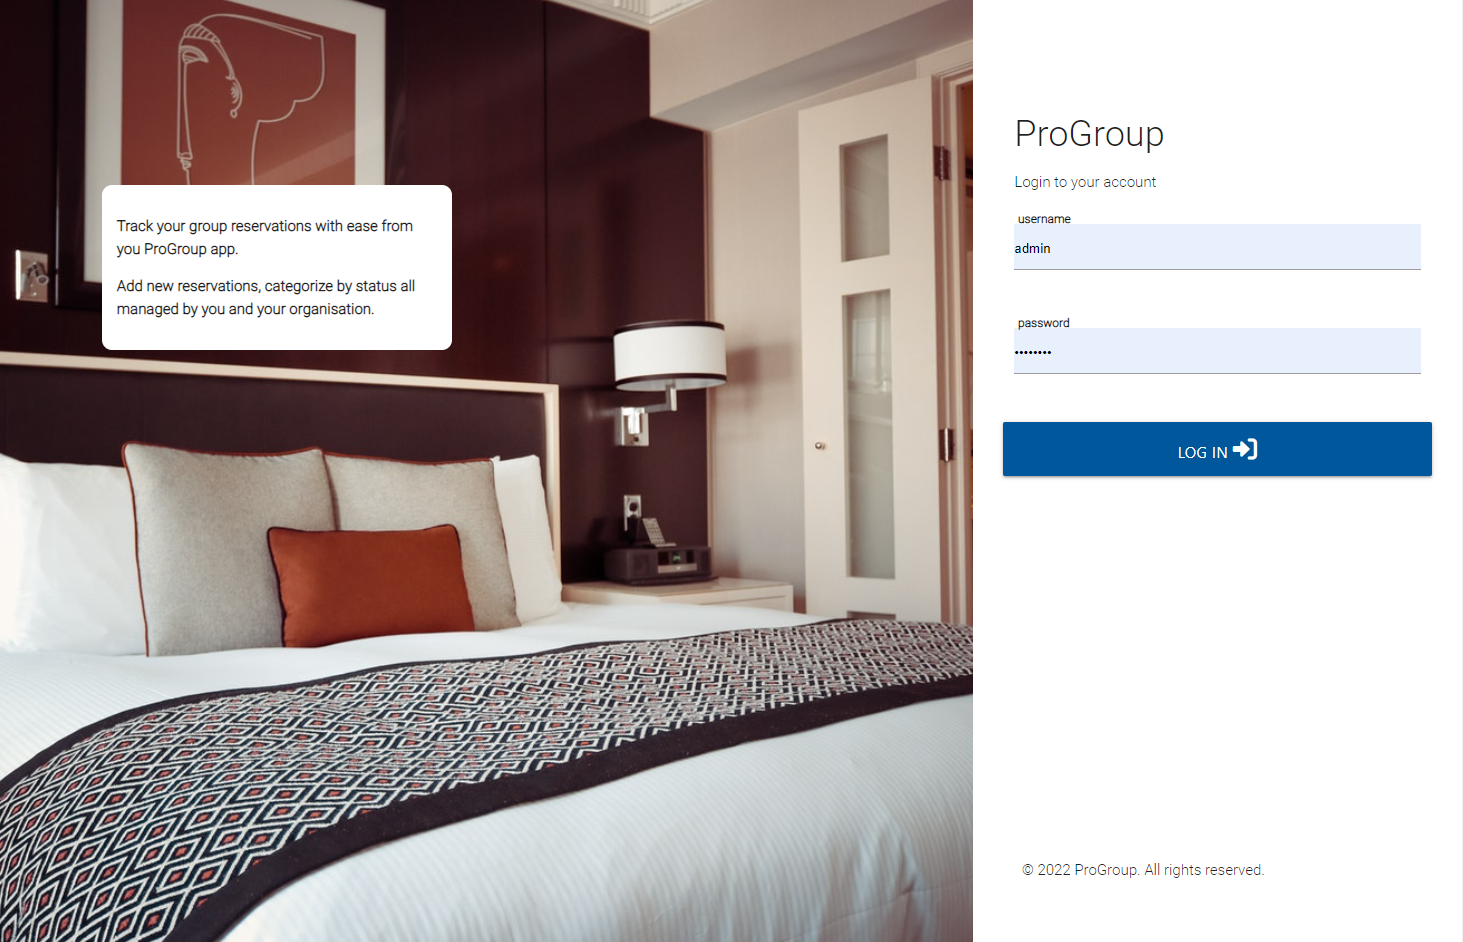 Track your group reservations with ease from
you ProGroup app.
Add new reservations, categorize by status all
managed by you and your organisation.
ProGroup
Login to your account
username
admin
password
••••••••
LOG IN
© 2022 ProGroup. All rights reserved.